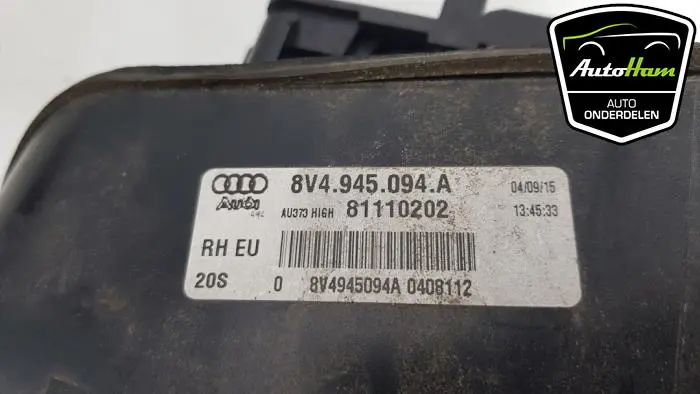 AutoHam
AUTO
ONDERDELEN
8V4.945.094.A
04/09/15
Audi
AU373 HIGH 81110202
13:45:33
RH EU
20S 0 8V4945094A 0408112